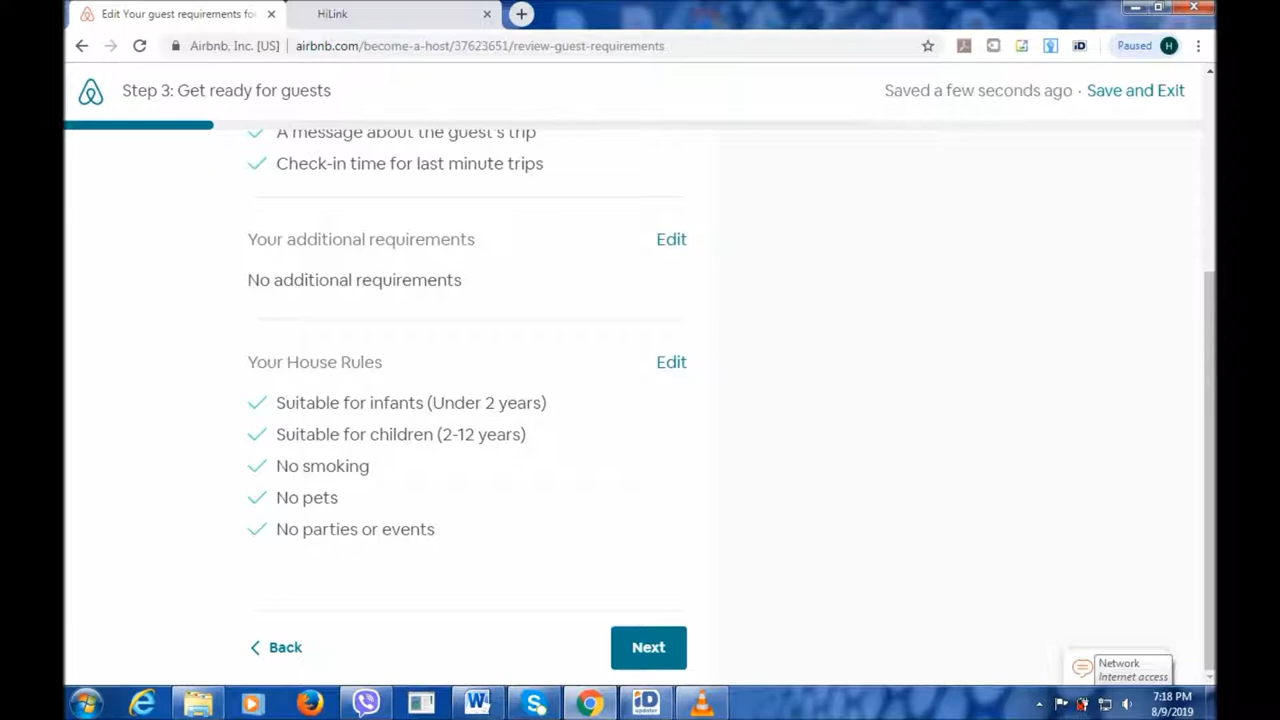 Edit Your guest requirements fo
HiLink
Airbnb, Inc. [US]
airbnb.com/become-a-host/37623651/review-guest-requirements
iD
Paused
H
Step 3: Get ready for guests
Saved a few seconds ago · Save and Exit
A message about the guest's trip
Check-in time for last minute trips
Your additional requirements
Edit
No additional requirements
Your House Rules
Edit
Suitable for infants (Under 2 years)
Suitable for children (2-12 years)
No smoking
No pets
No parties or events
Back
Next
Network
Internet access
W
S
iD
updater
7:18 PM
8/9/2019